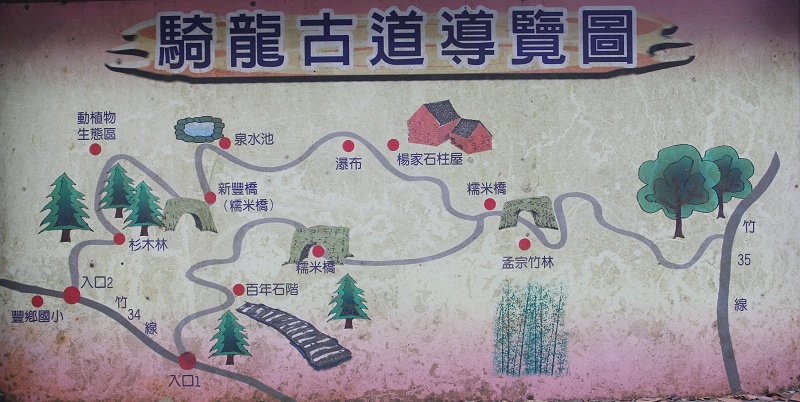 騎龍古道導覽圖
動植物
生態區
泉水池
瀑布
楊家石柱屋
新豐橋
(糯米橋)
糯米橋
杉木林
糯米橋
孟宗竹林
竹
35
線
入口2
百年石階
豐鄉國小
竹
34
線
入口1